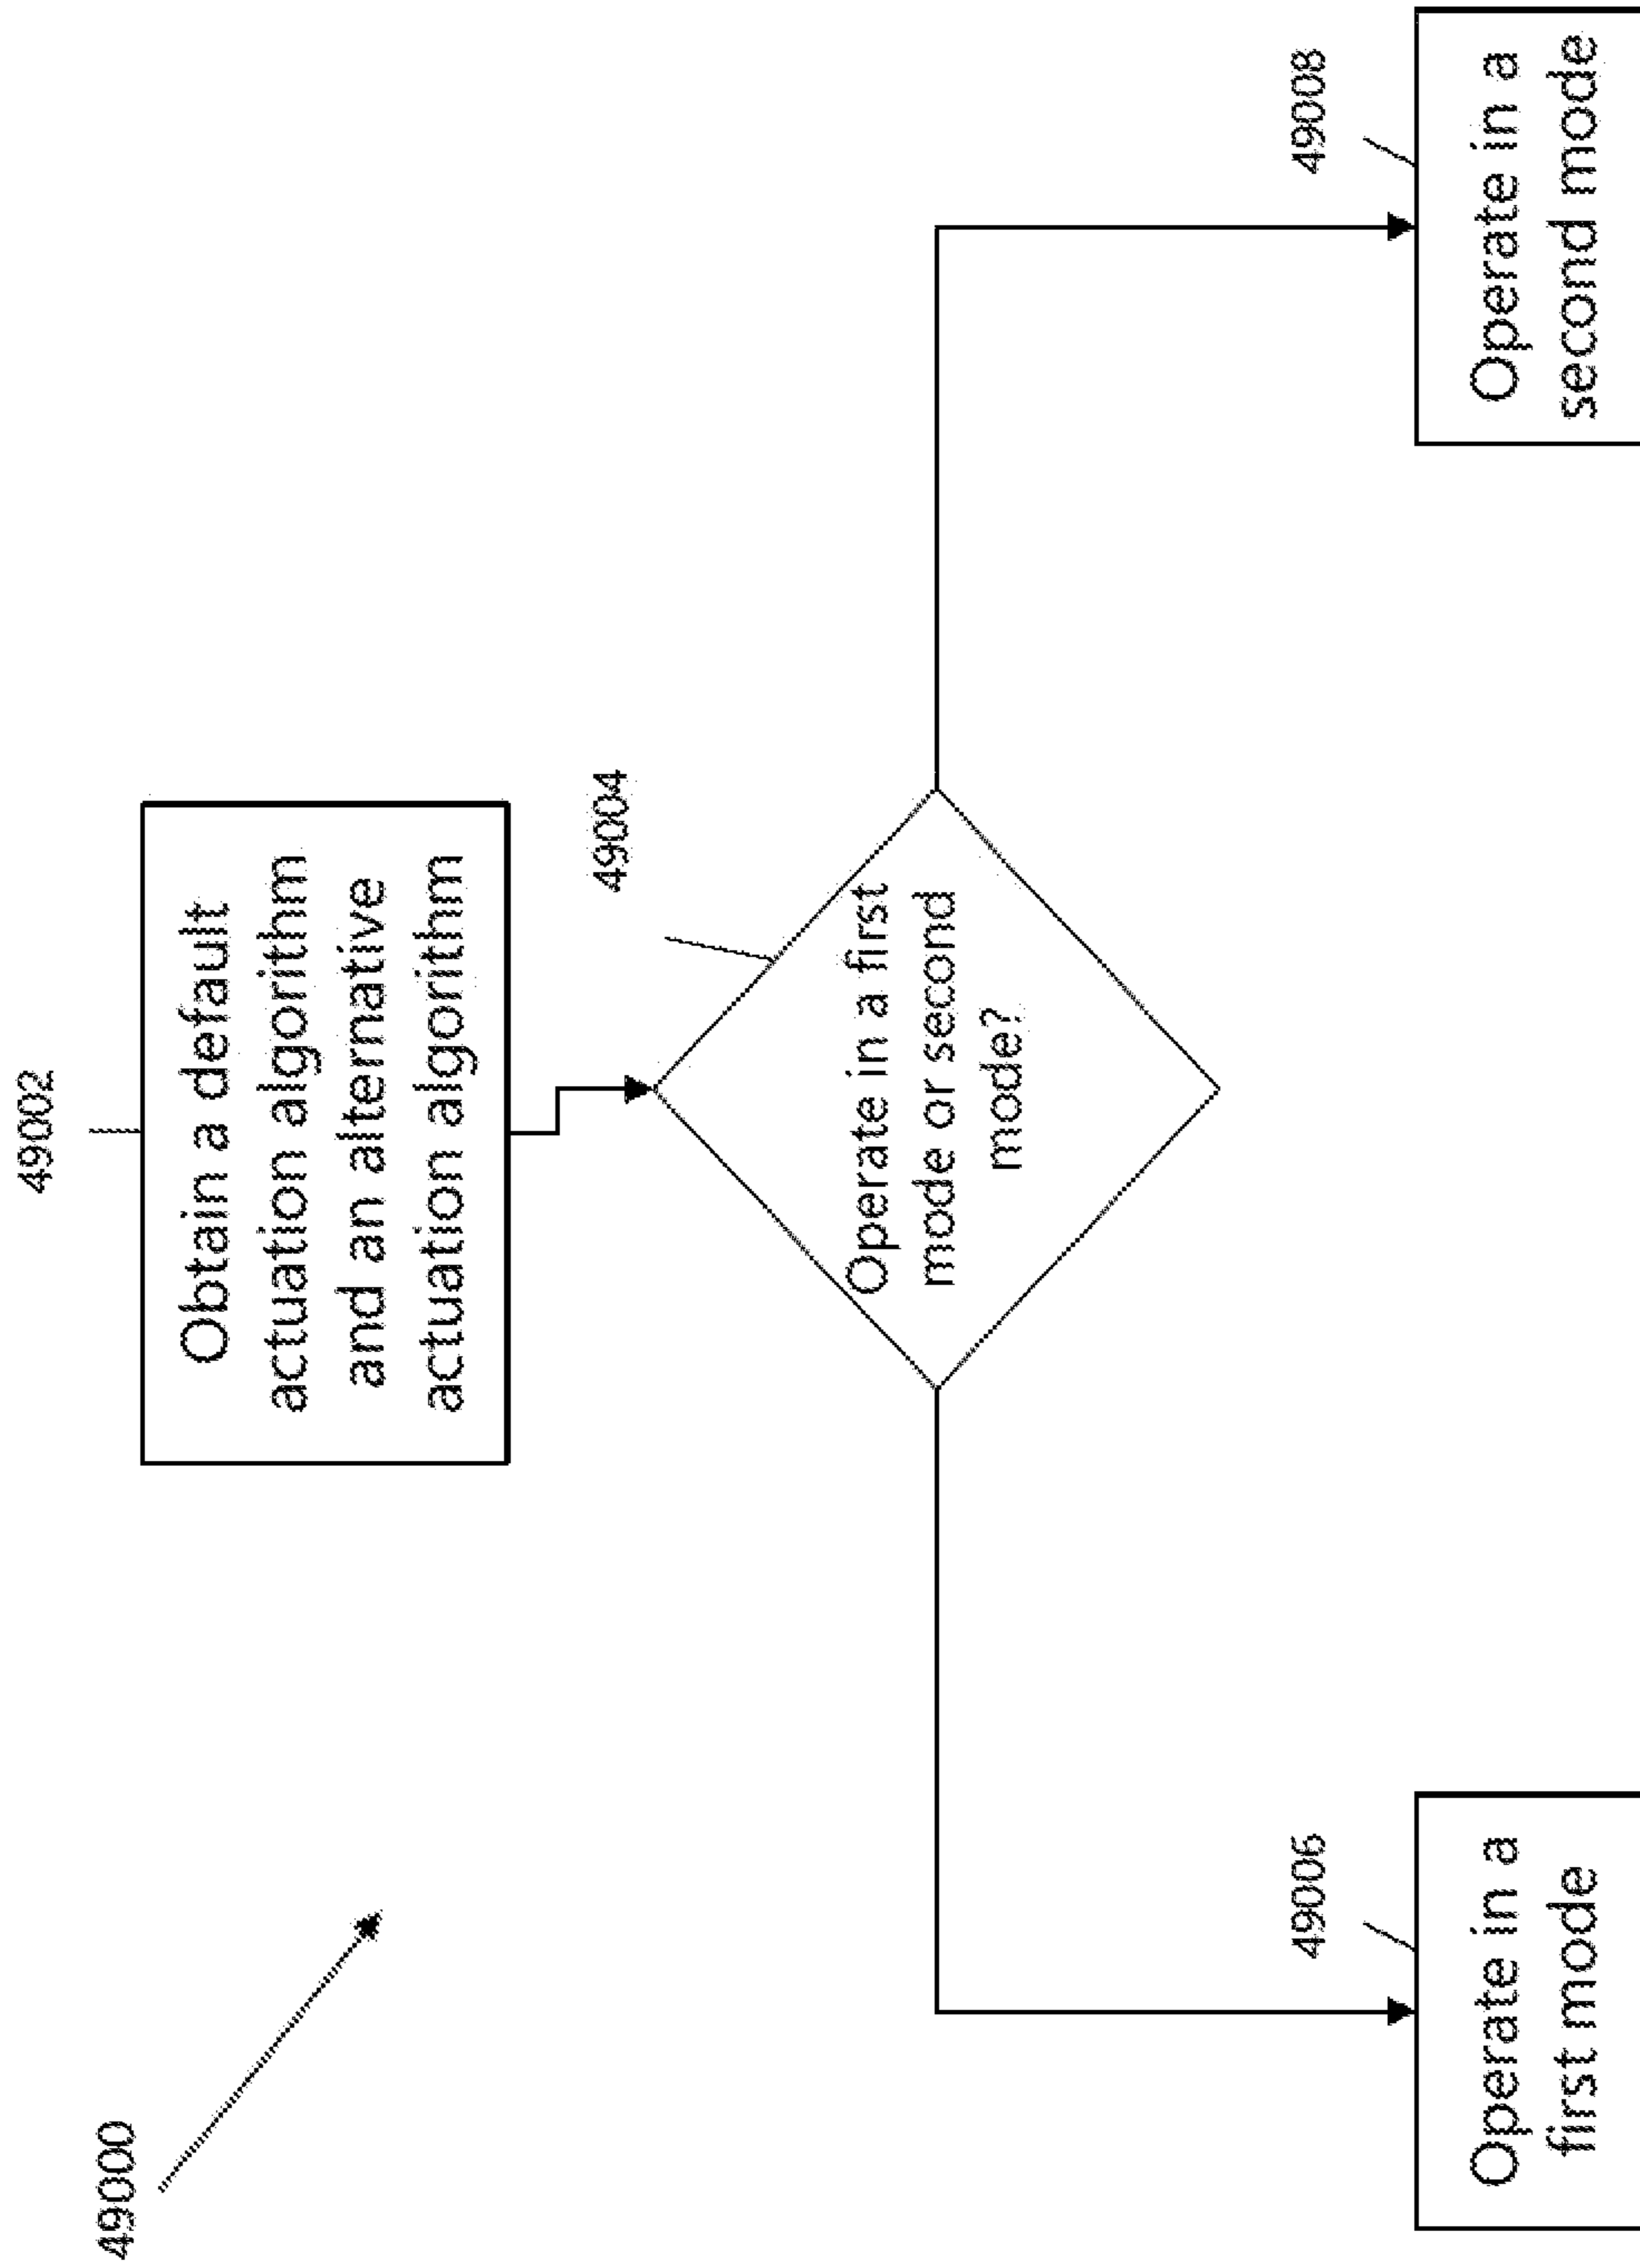 49000
49002
Obtain a default
actuation algorithm
and an alternative
actuation algorithm
49004
Operate in a first
mode or second
mode?
49006
Operate in a
first mode
49008
Operate in a
second mode